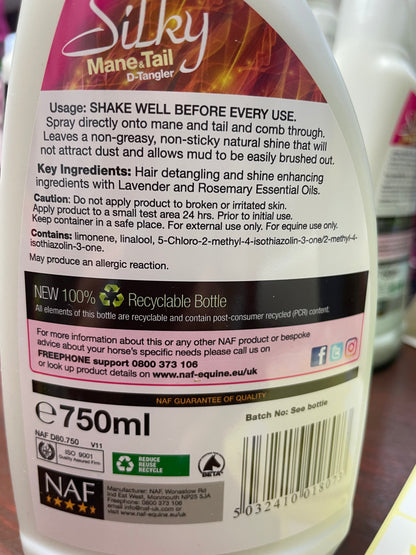 Silky
Mane&Tail
D-Tangler
Usage: SHAKE WELL BEFORE EVERY USE.
Spray directly onto mane and tail and comb through.
Leaves a non-greasy, non-sticky natural shine that will
not attract dust and allows mud to be easily brushed out.
Key Ingredients: Hair detangling and shine enhancing
ingredients with Lavender and Rosemary Essential Oils.
Caution: Do not apply product to broken or irritated skin.
Apply product to a small test area 24 hrs. Prior to initial use.
Keep container in a safe place. For external use only. For equine use only.
Contains: limonene, linalool, 5-Chloro-2-methyl-4-isothiazolin-3-one/2-methyl-4-
isothiazolin-3-one.
May produce an allergic reaction.
NEW 100% Recyclable Bottle
All elements of this bottle are recyclable and contain post-consumer recycled (PCR) content.
For more information about this or any other NAF product or bespoke
advice about your horse's specific needs please call us on
FREEPHONE support 0800 373 106
or look up product details on www.naf-equine.eu/uk
NAF GUARANTEE OF QUALITY
℮750ml
Batch No: See bottle
NAF D80.750 V11
ISO 9001
Quality Assured Firm
REDUCE
REUSE
RECYCLE
BETA
NAF
Manufacturer: NAF, Wonastow Rd
Ind Est West, Monmouth NP25 5JA
Freephone 0800 373 106
email info@naf-uk.com or visit
www.naf-equine.eu/uk
5 032410 01807